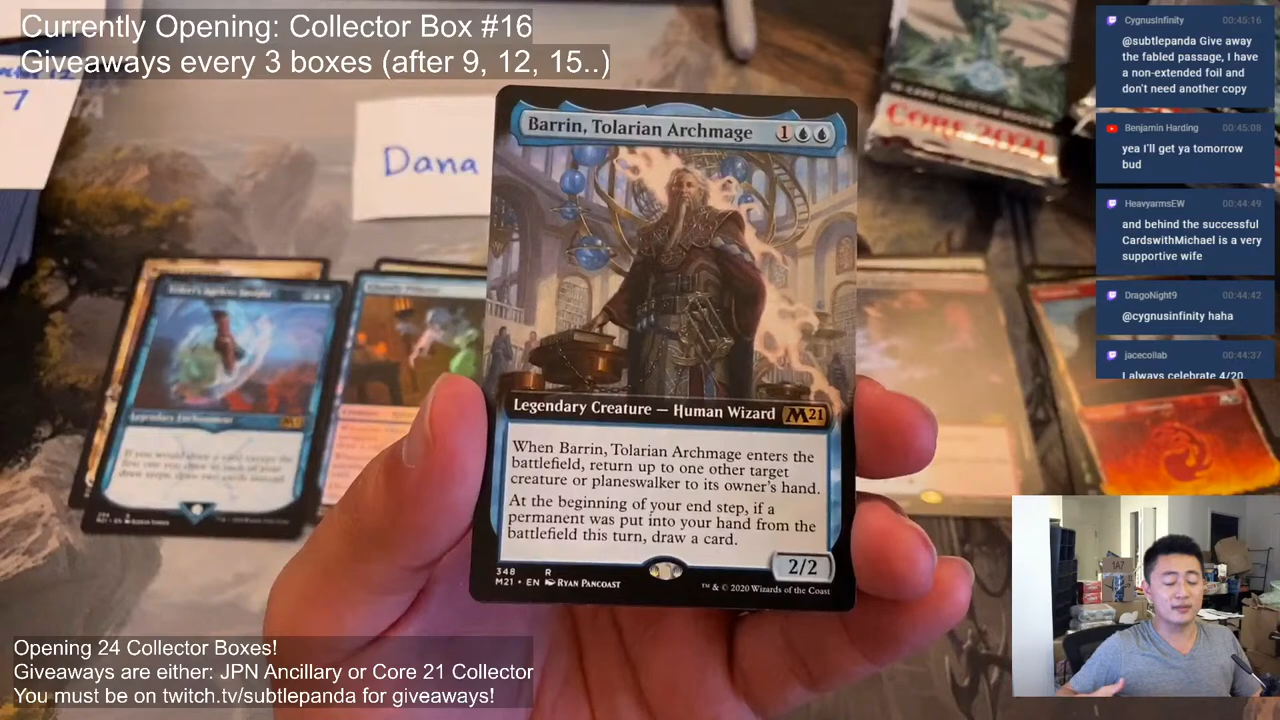 Currently Opening: Collector Box #16
Giveaways every 3 boxes (after 9, 12, 15..)
7
Dana
CORE 2021
Barrin, Tolarian Archmage 1
Legendary Creature — Human Wizard M21
When Barrin, Tolarian Archmage enters the
battlefield, return up to one other target
creature or planeswalker to its owner's hand.
At the beginning of your end step, if a
permanent was put into your hand from the
battlefield this turn, draw a card.
2/2
348 R
M21 • EN RYAN PANCOAST
™ & © 2020 Wizards of the Coast
Legendary Enchantment
CygnusInfinity 00:45:16
@subtlepanda Give away
the fabled passage, I have
a non-extended foil and
don't need another copy
Benjamin Harding 00:45:08
yea I'll get ya tomorrow
bud
HeavyarmsEW 00:44:49
and behind the successful
CardswithMichael is a very
supportive wife
DragoNight9 00:44:42
@cygnusinfinity haha
jacecollab 00:44:37
I always celebrate 4/20
1A7
Opening 24 Collector Boxes!
Giveaways are either: JPN Ancillary or Core 21 Collector
You must be on twitch.tv/subtlepanda for giveaways!